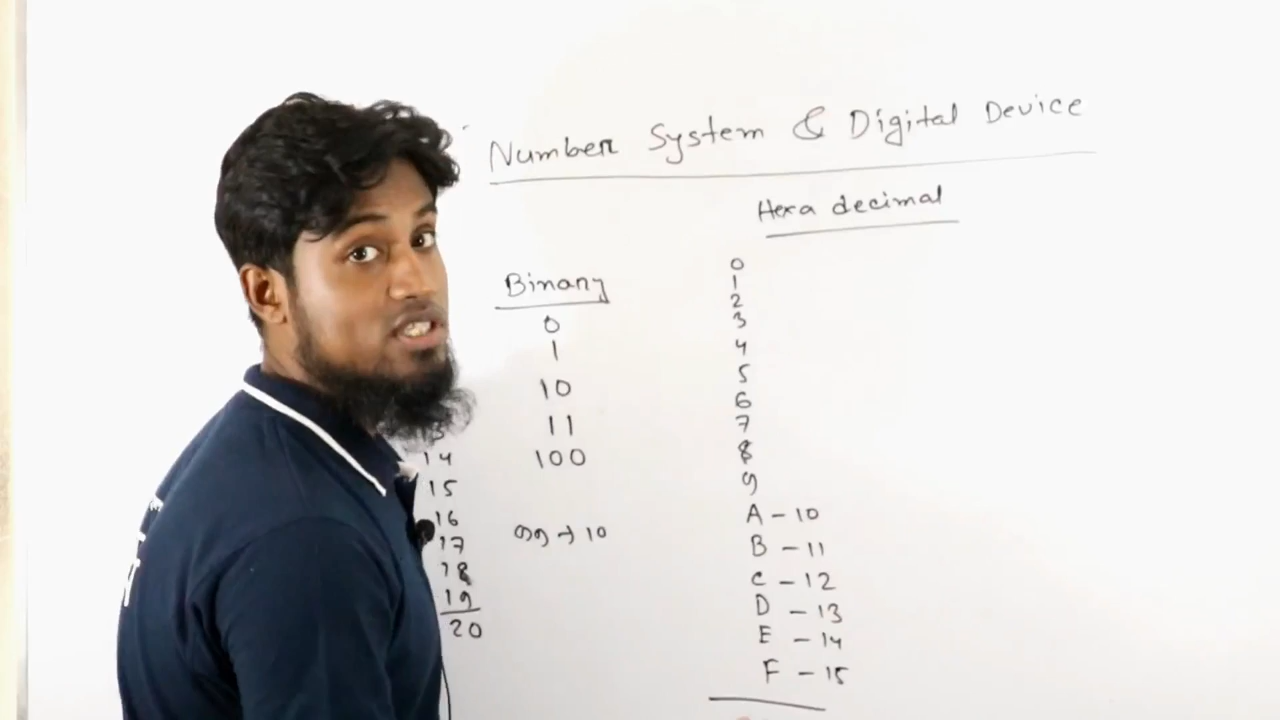 Number System & Digital Device
Hexa decimal
Binary
0
1
10
11
100
13
14
15
16
17
18
19
20
0
1
2
3
4
5
6
7
8
9
A - 10
B - 11
C - 12
D - 13
E - 14
F - 15